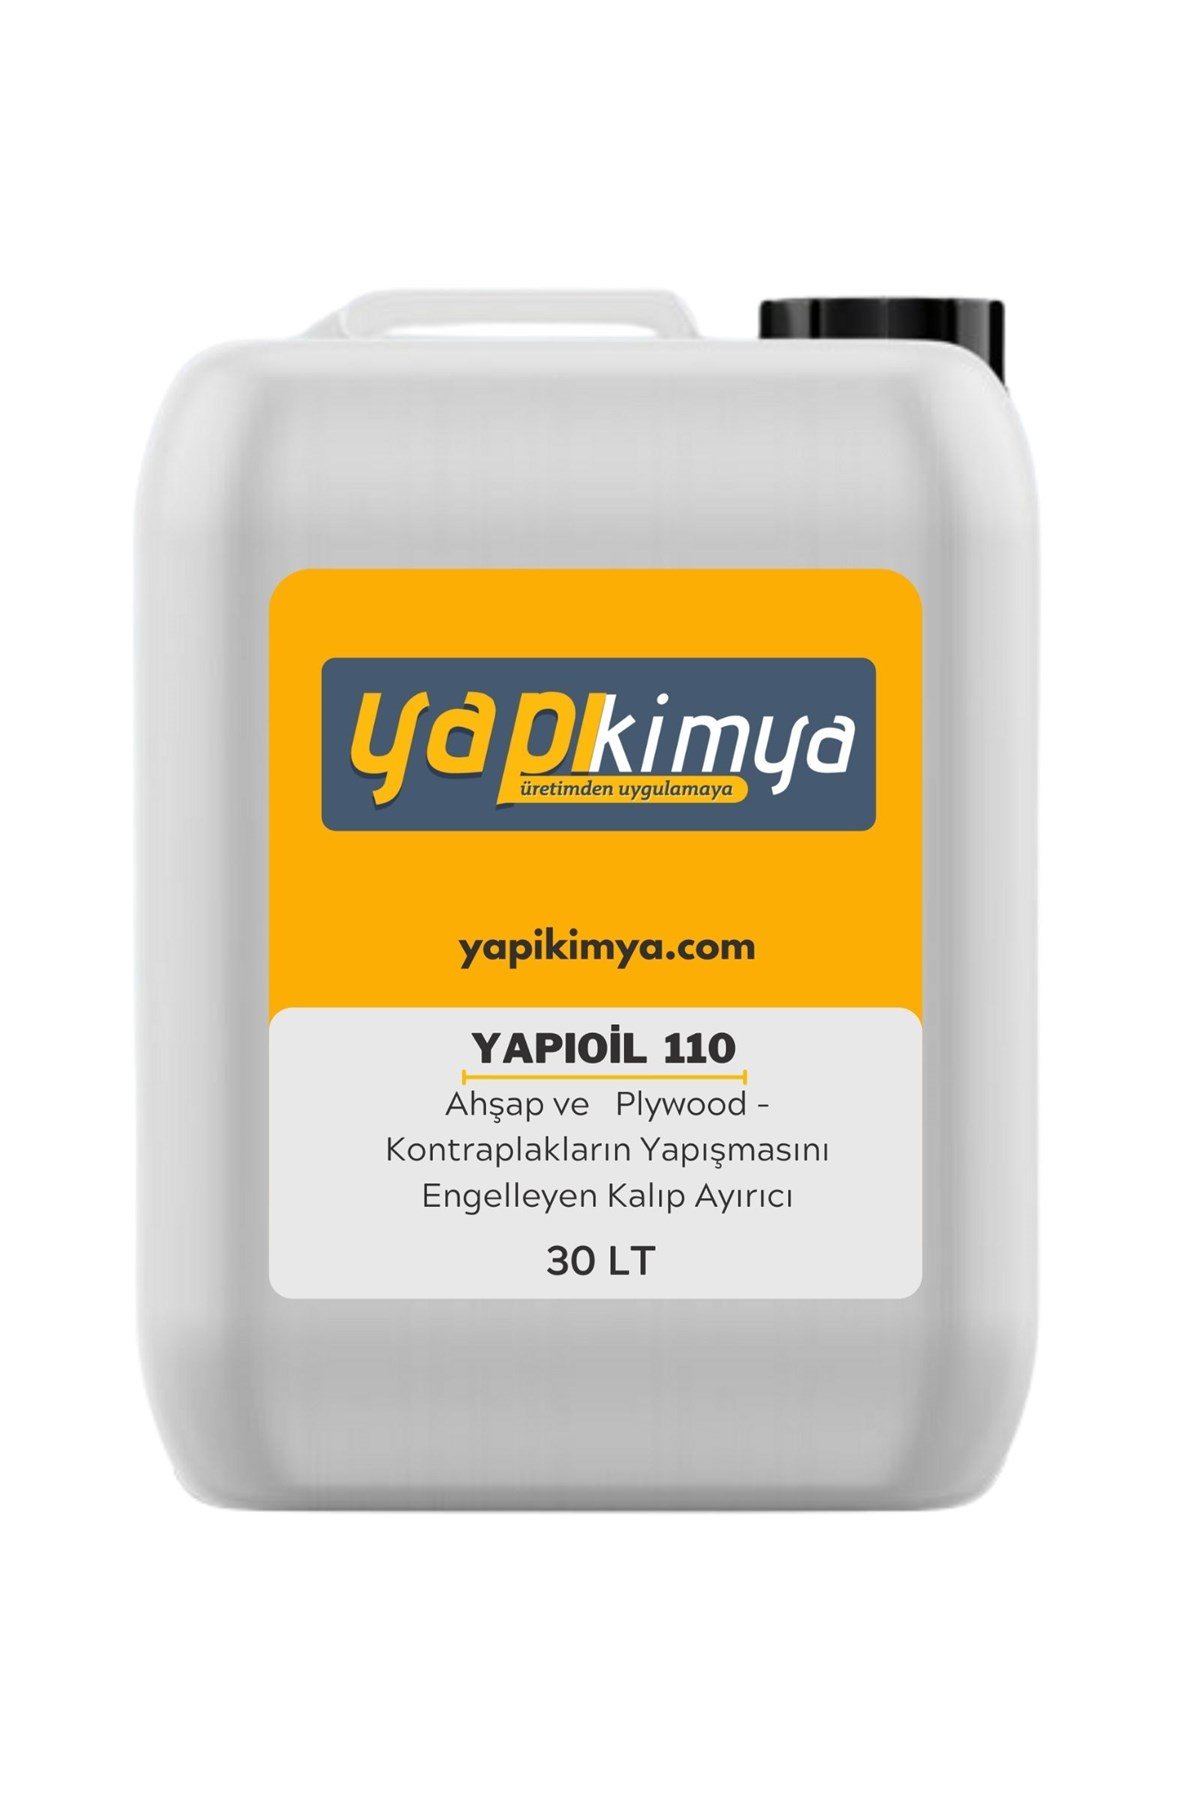 yapıkimya
üretimden uygulamaya
yapikimya.com
YAPIOİL 110
Ahşap ve Plywood -
Kontraplakların Yapışmasını
Engelleyen Kalıp Ayırıcı
30 LT